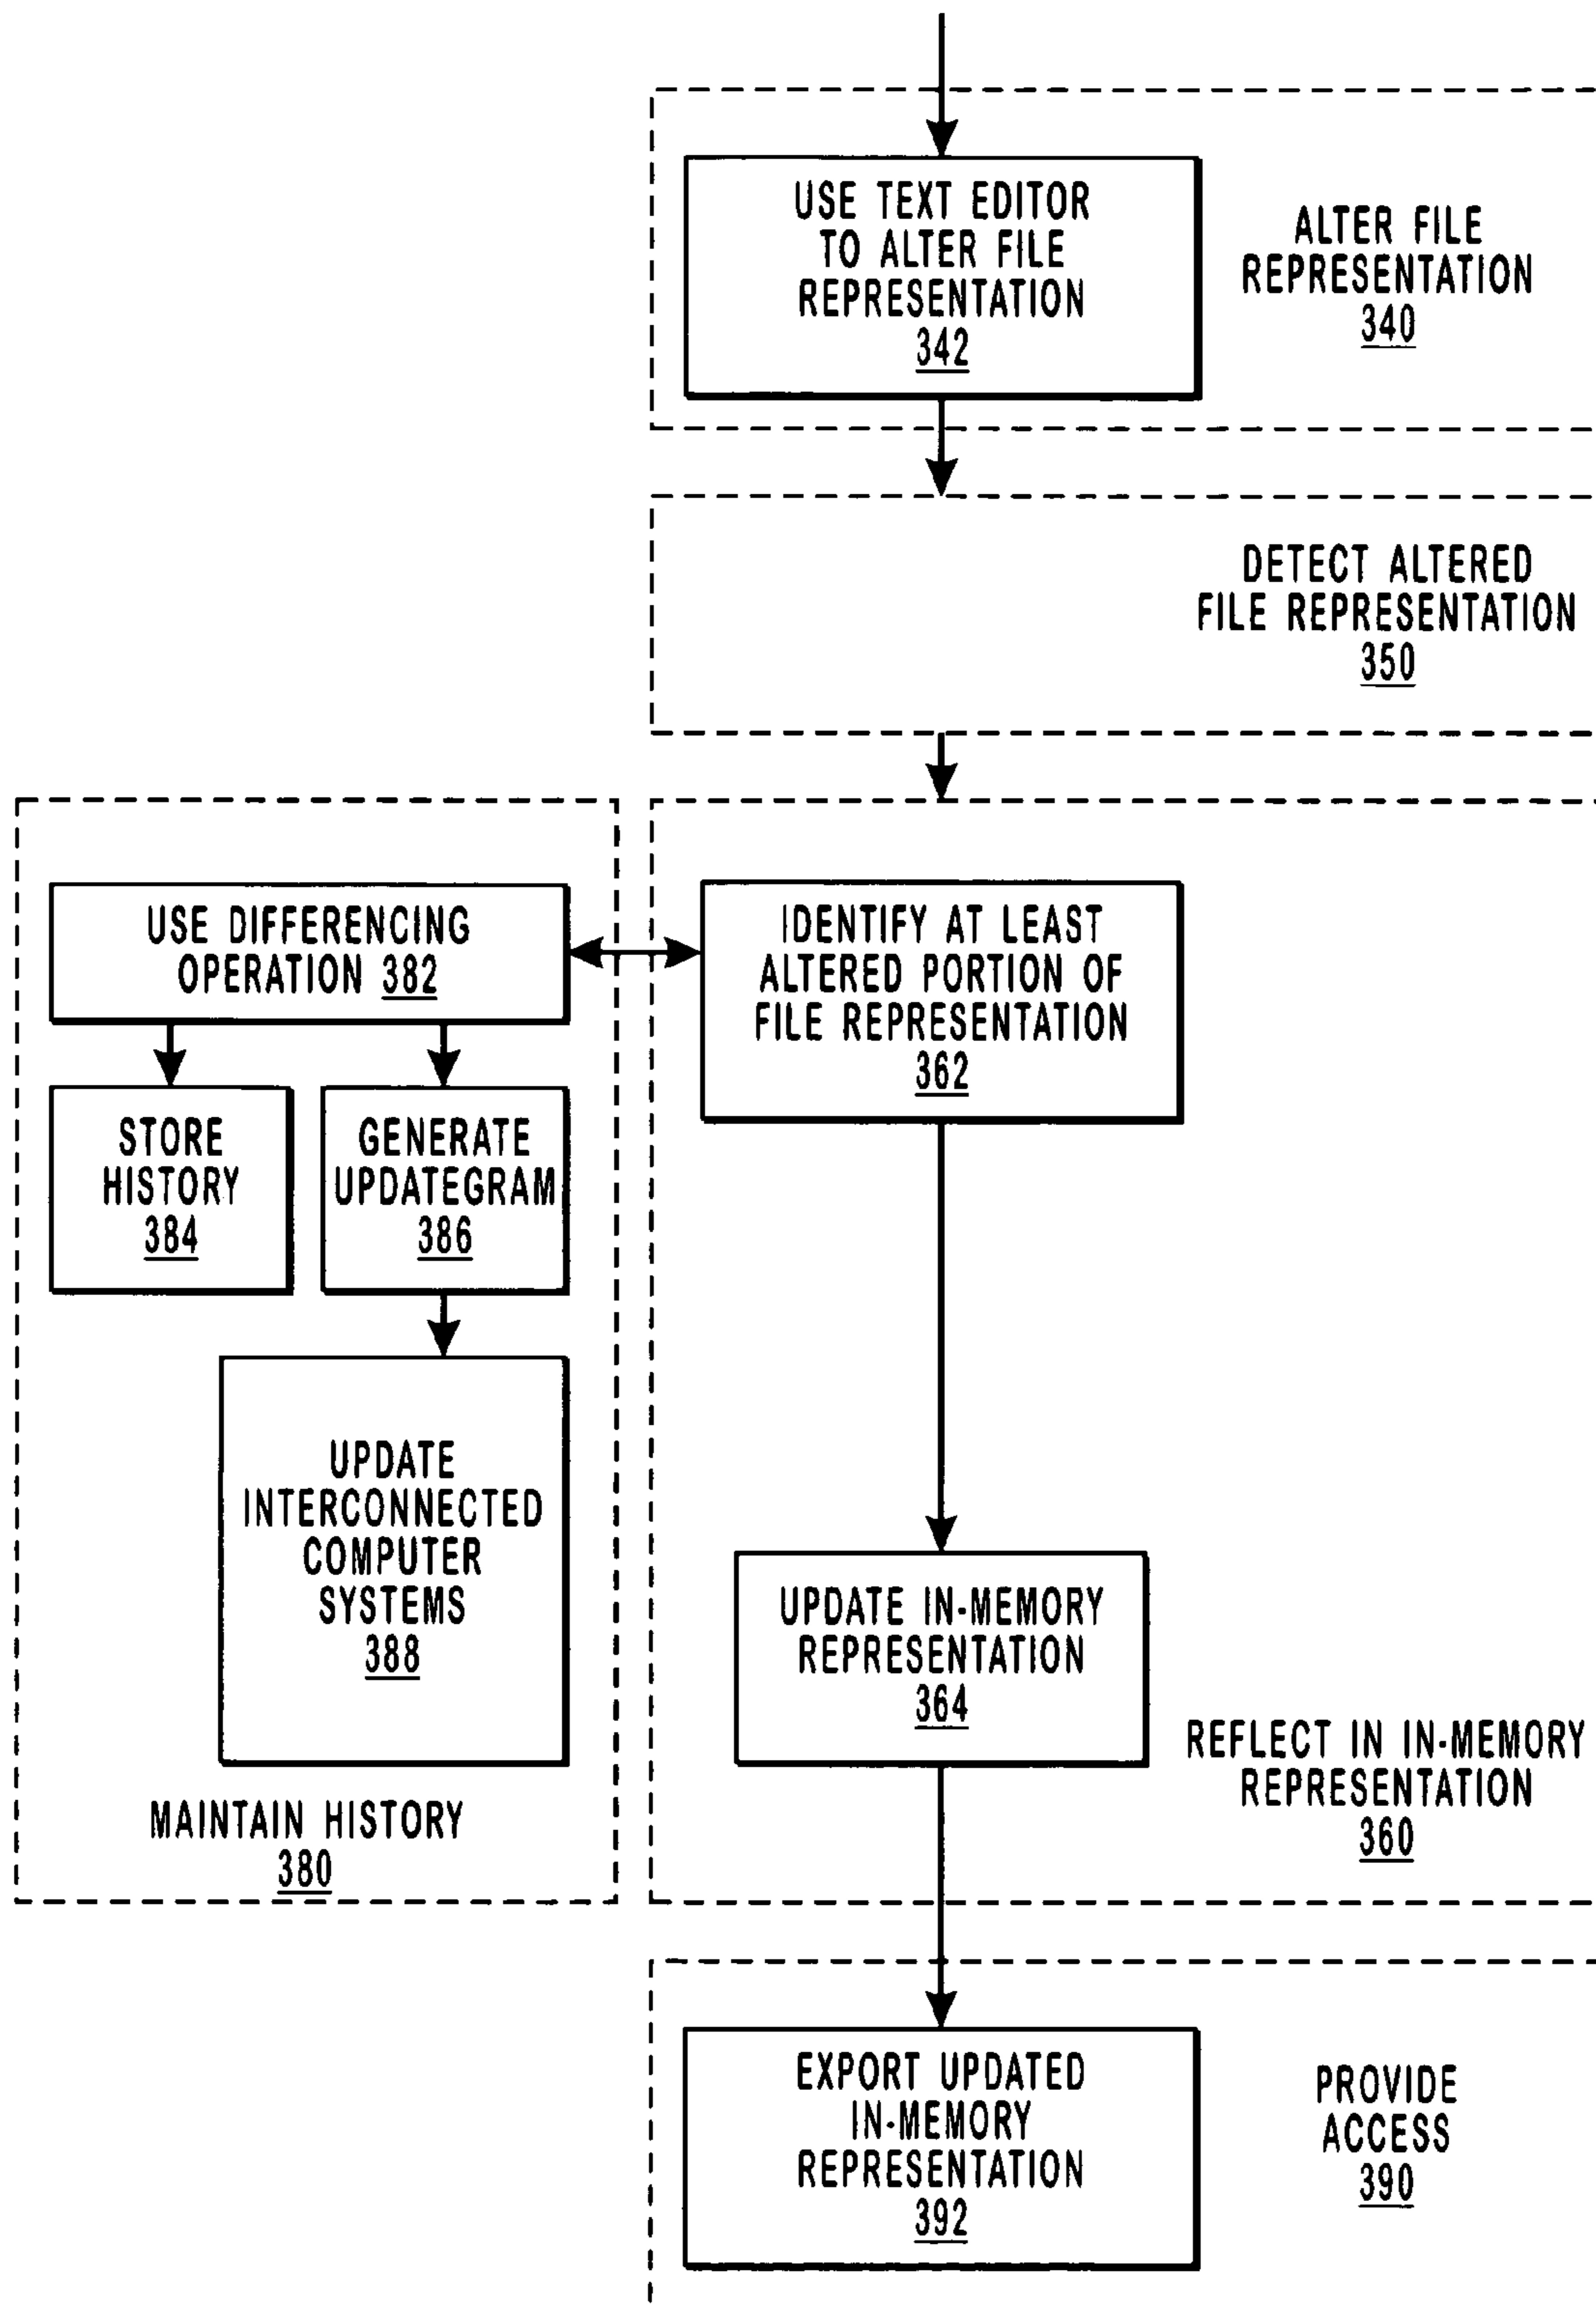 USE TEXT EDITOR
TO ALTER FILE
REPRESENTATION
342
ALTER FILE
REPRESENTATION
340
DETECT ALTERED
FILE REPRESENTATION
350
USE DIFFERENCING
OPERATION 382
IDENTIFY AT LEAST
ALTERED PORTION OF
FILE REPRESENTATION
362
STORE
HISTORY
384
GENERATE
UPDATEGRAM
386
UPDATE
INTERCONNECTED
COMPUTER
SYSTEMS
388
MAINTAIN HISTORY
380
UPDATE IN-MEMORY
REPRESENTATION
364
REFLECT IN IN-MEMORY
REPRESENTATION
360
EXPORT UPDATED
IN-MEMORY
REPRESENTATION
392
PROVIDE
ACCESS
390